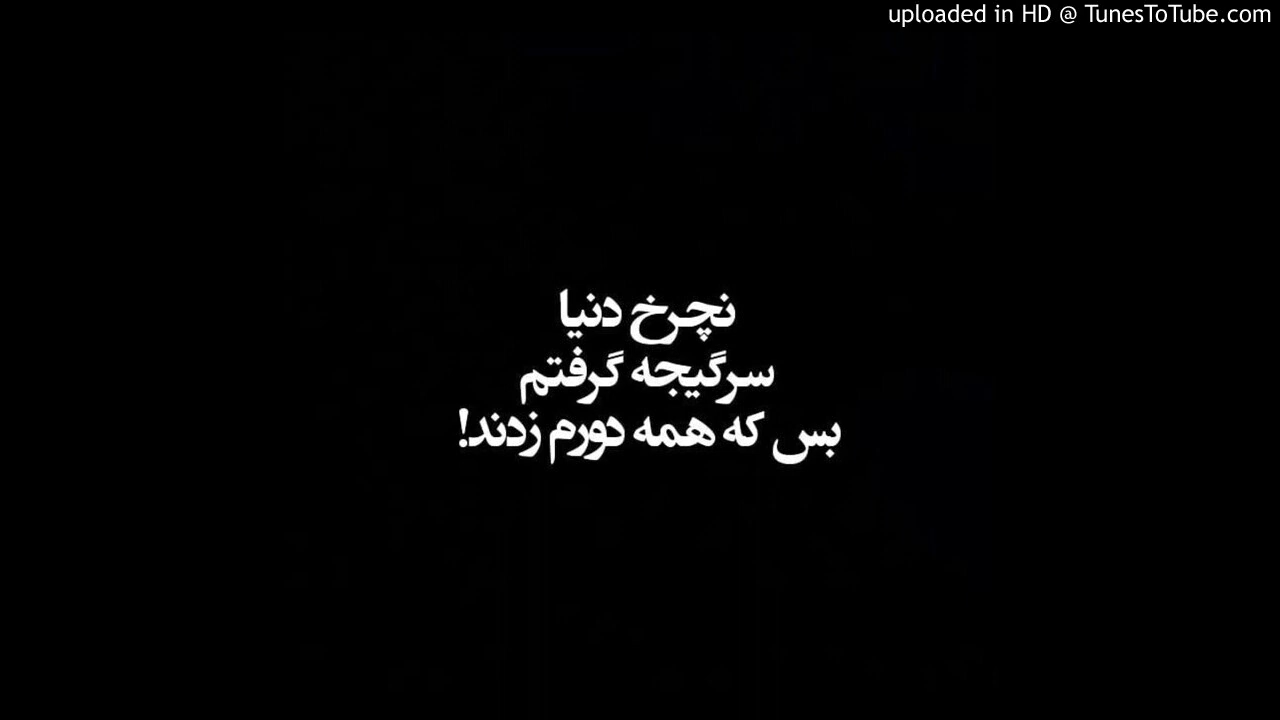 uploaded in HD @ TunesToTube.com
نچرخ دنیا
سرگیجه گرفتم
بس که همه دورم زدند!